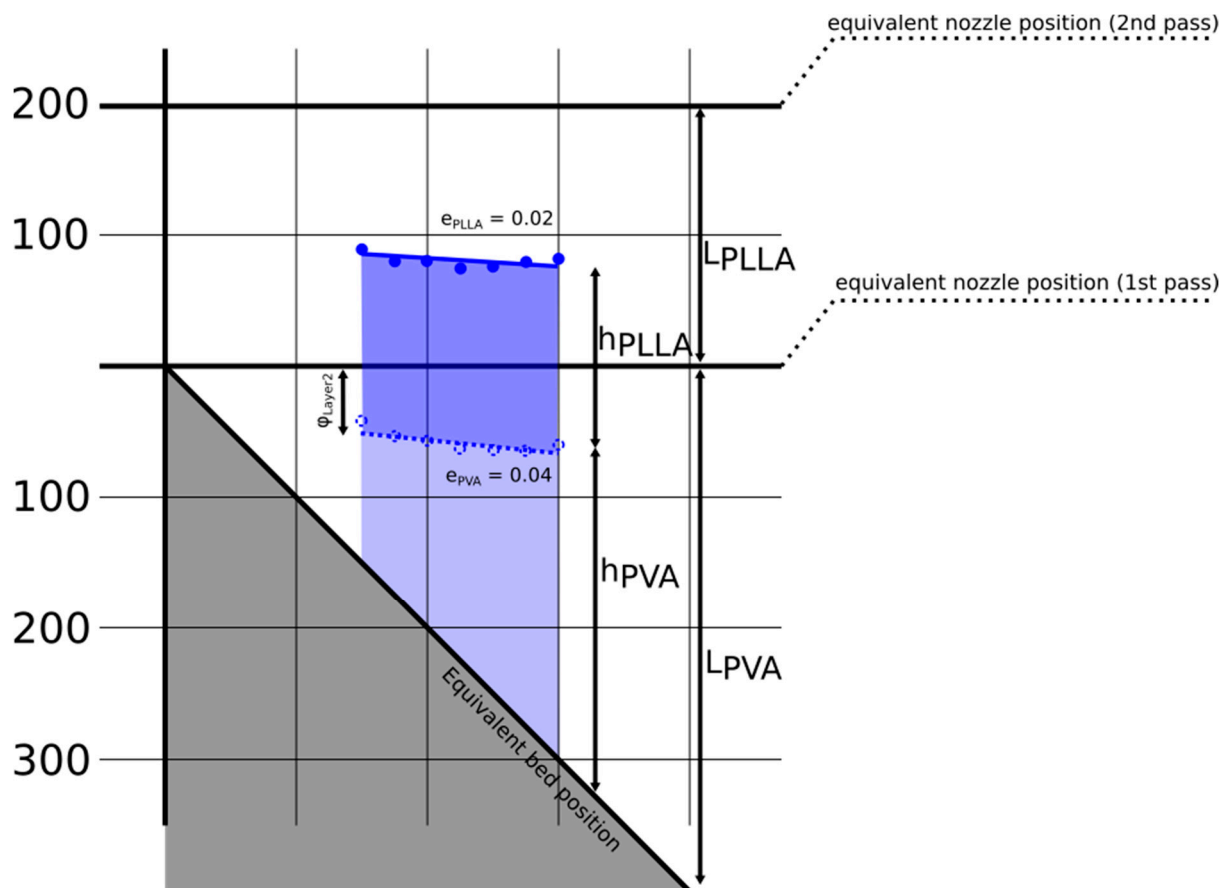 equivalent nozzle position (2nd pass)
200
e_PLLA = 0.02
100
LPLLA
equivalent nozzle position (1st pass)
hPLLA
φLayer2
ePVA = 0.04
100
hPVA
200
LPVA
Equivalent bed position
300